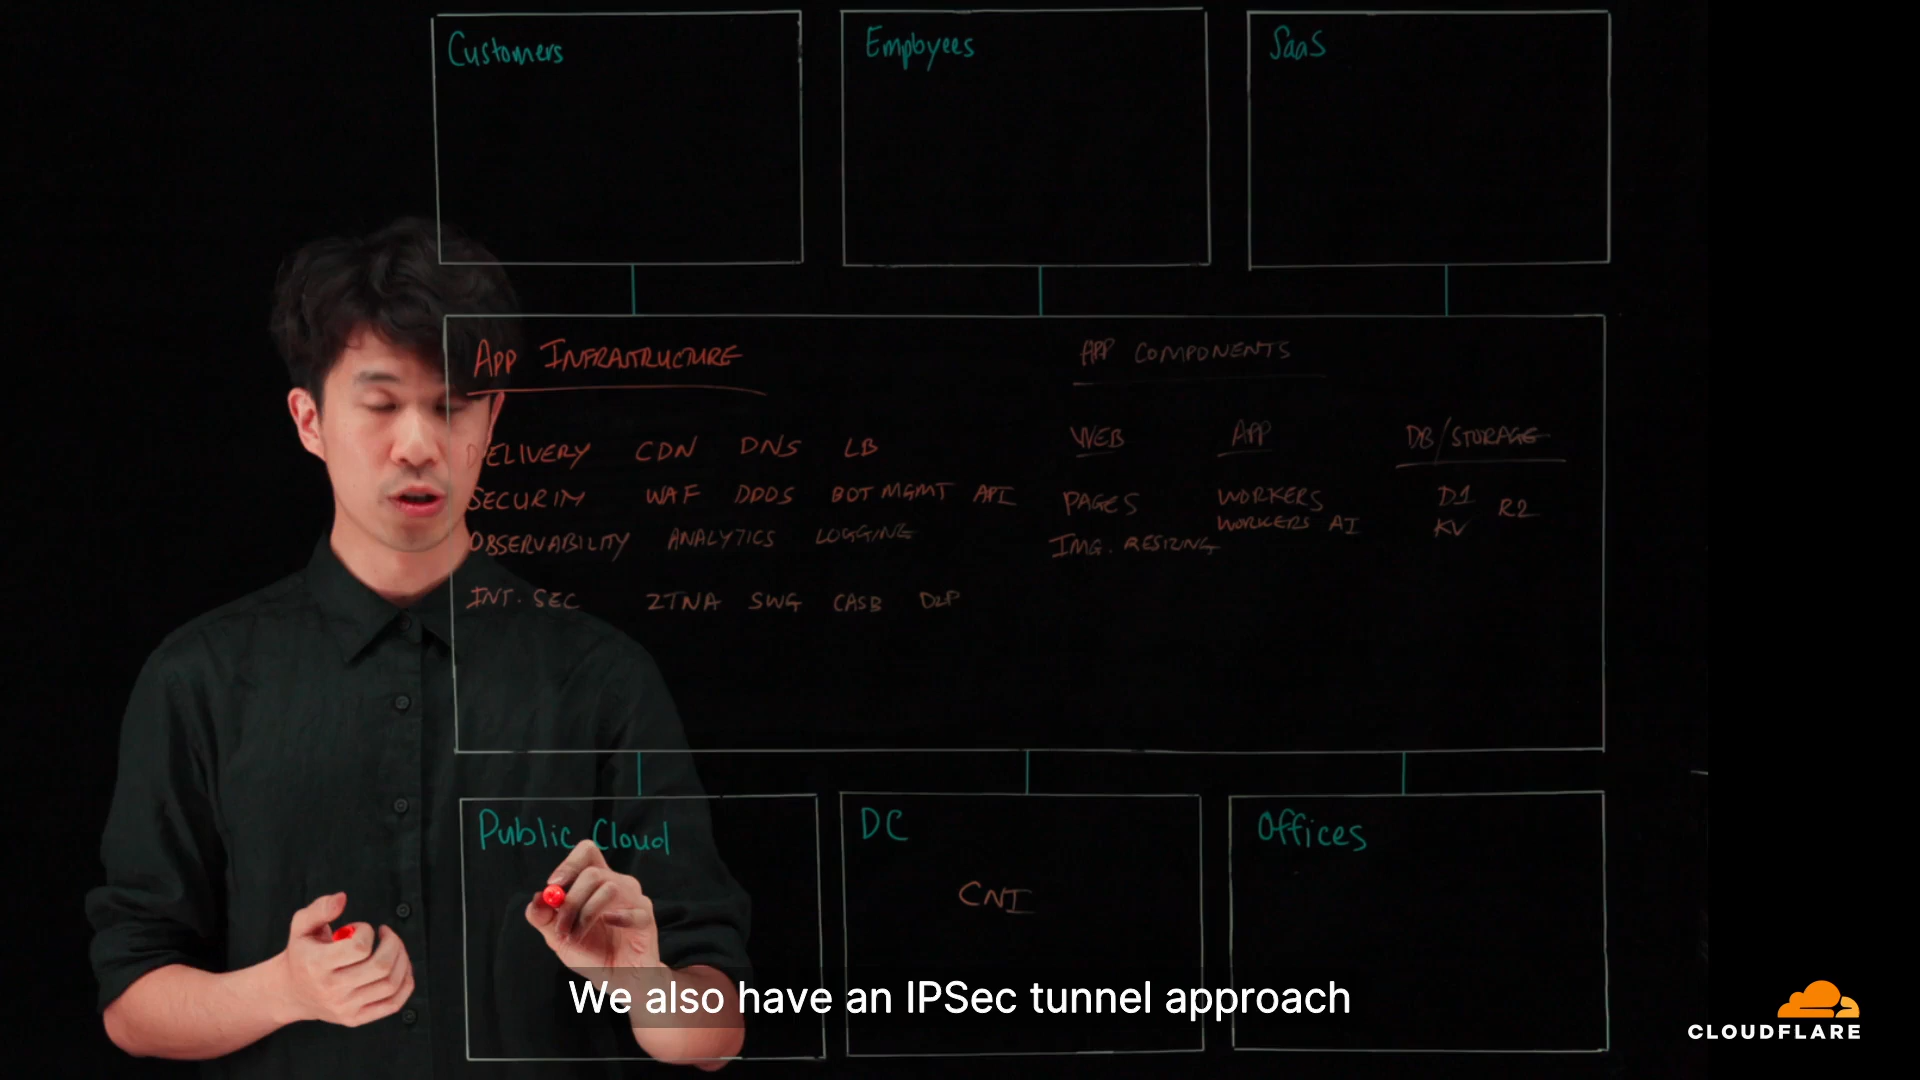 Customers
Employees
SaaS
APP INFRASTRUCTURE
APP COMPONENTS
DELIVERY CDN DNS LB
WEB APP DB/STORAGE
SECURITY WAF DDOS BOT MGMT API
PAGES WORKERS D1 R2
WORKERS AI KV
OBSERVABILITY ANALYTICS LOGGING
IMG. RESIZING
INT. SEC ZTNA SWG CASB DLP
Public Cloud
DC
Offices
CNI
We also have an IPSec tunnel approach
CLOUDFLARE